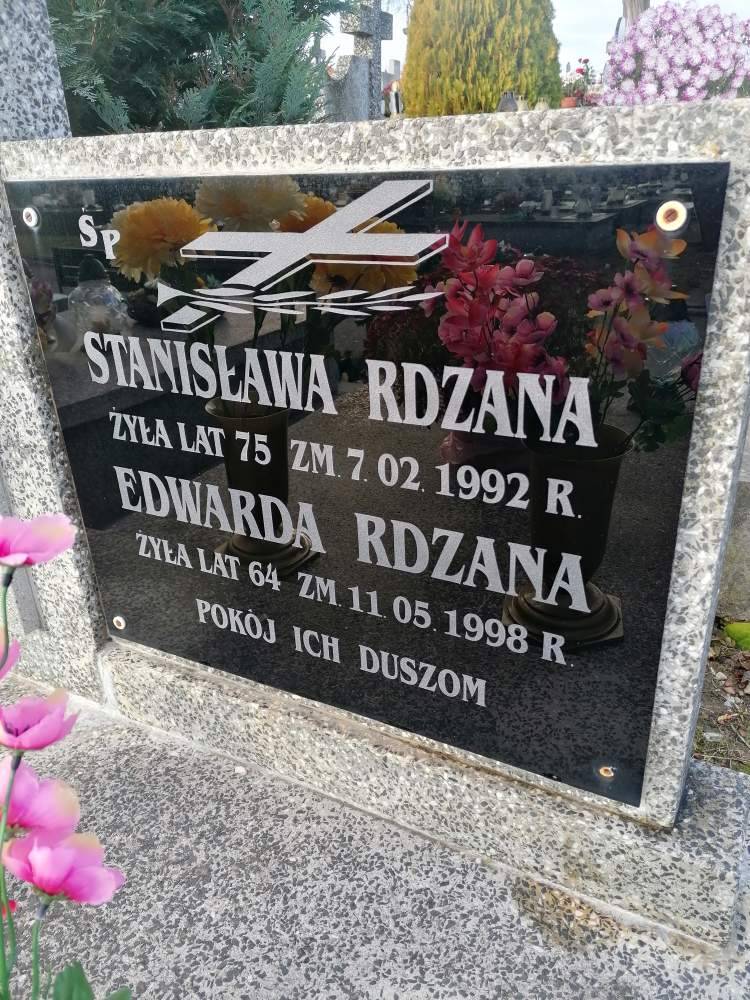 ŚP
STANISŁAWA RDZANA
ŻYŁA LAT 75 ZM. 7. 02. 1992 R.
EDWARDA RDZANA
ŻYŁA LAT 64 ZM. 11. 05. 1998 R.
POKÓJ ICH DUSZOM